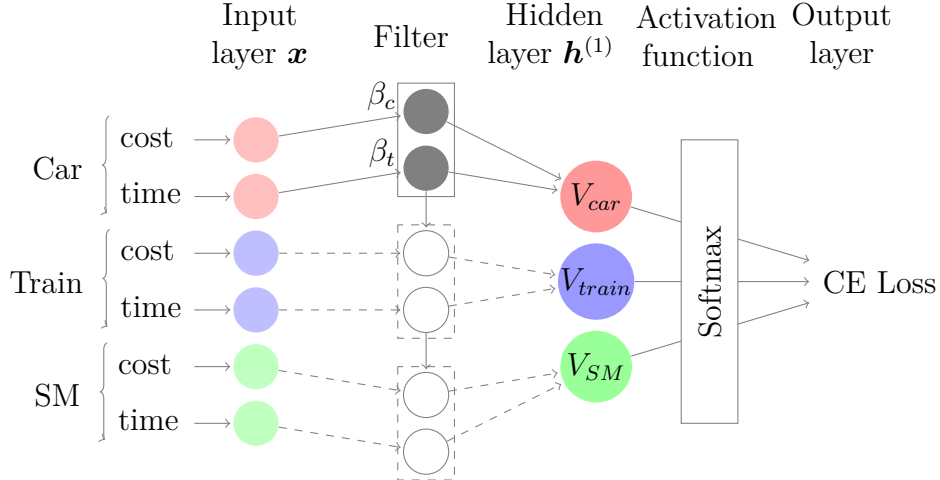 Input
layer x
Filter
Hidden
layer h⁽¹⁾
Activation
function
Output
layer
Car
cost
time
β_c
β_t
V_car
Train
cost
time
V_train
SM
cost
time
V_SM
Softmax
CE Loss